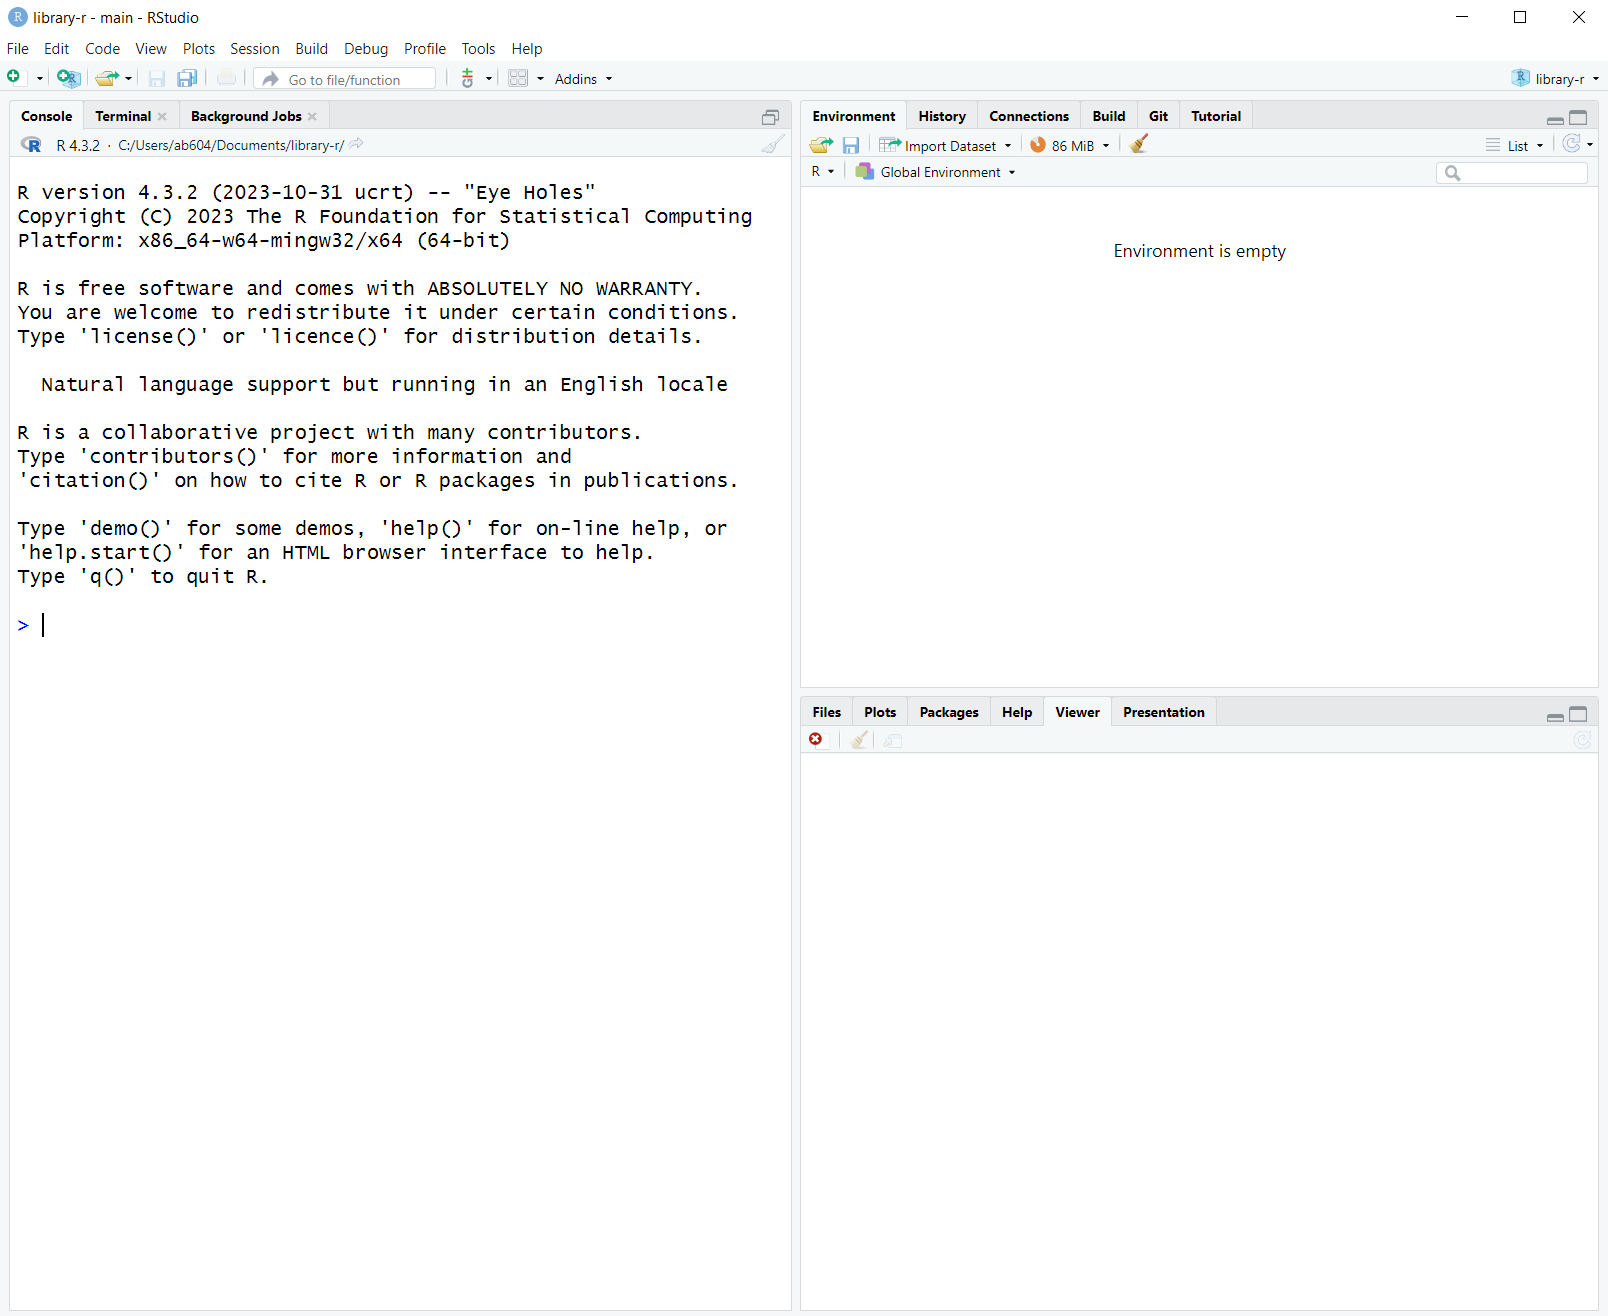 library-r - main - RStudio
File Edit Code View Plots Session Build Debug Profile Tools Help
Go to file/function Addins library-r
Console Terminal Background Jobs
R 4.3.2 · C:/Users/ab604/Documents/library-r/
R version 4.3.2 (2023-10-31 ucrt) -- "Eye Holes"
Copyright (C) 2023 The R Foundation for Statistical Computing
Platform: x86_64-w64-mingw32/x64 (64-bit)
R is free software and comes with ABSOLUTELY NO WARRANTY.
You are welcome to redistribute it under certain conditions.
Type 'license()' or 'licence()' for distribution details.
Natural language support but running in an English locale
R is a collaborative project with many contributors.
Type 'contributors()' for more information and
'citation()' on how to cite R or R packages in publications.
Type 'demo()' for some demos, 'help()' for on-line help, or
'help.start()' for an HTML browser interface to help.
Type 'q()' to quit R.
>
Environment History Connections Build Git Tutorial
Import Dataset 86 MiB List
R Global Environment
Environment is empty
Files Plots Packages Help Viewer Presentation